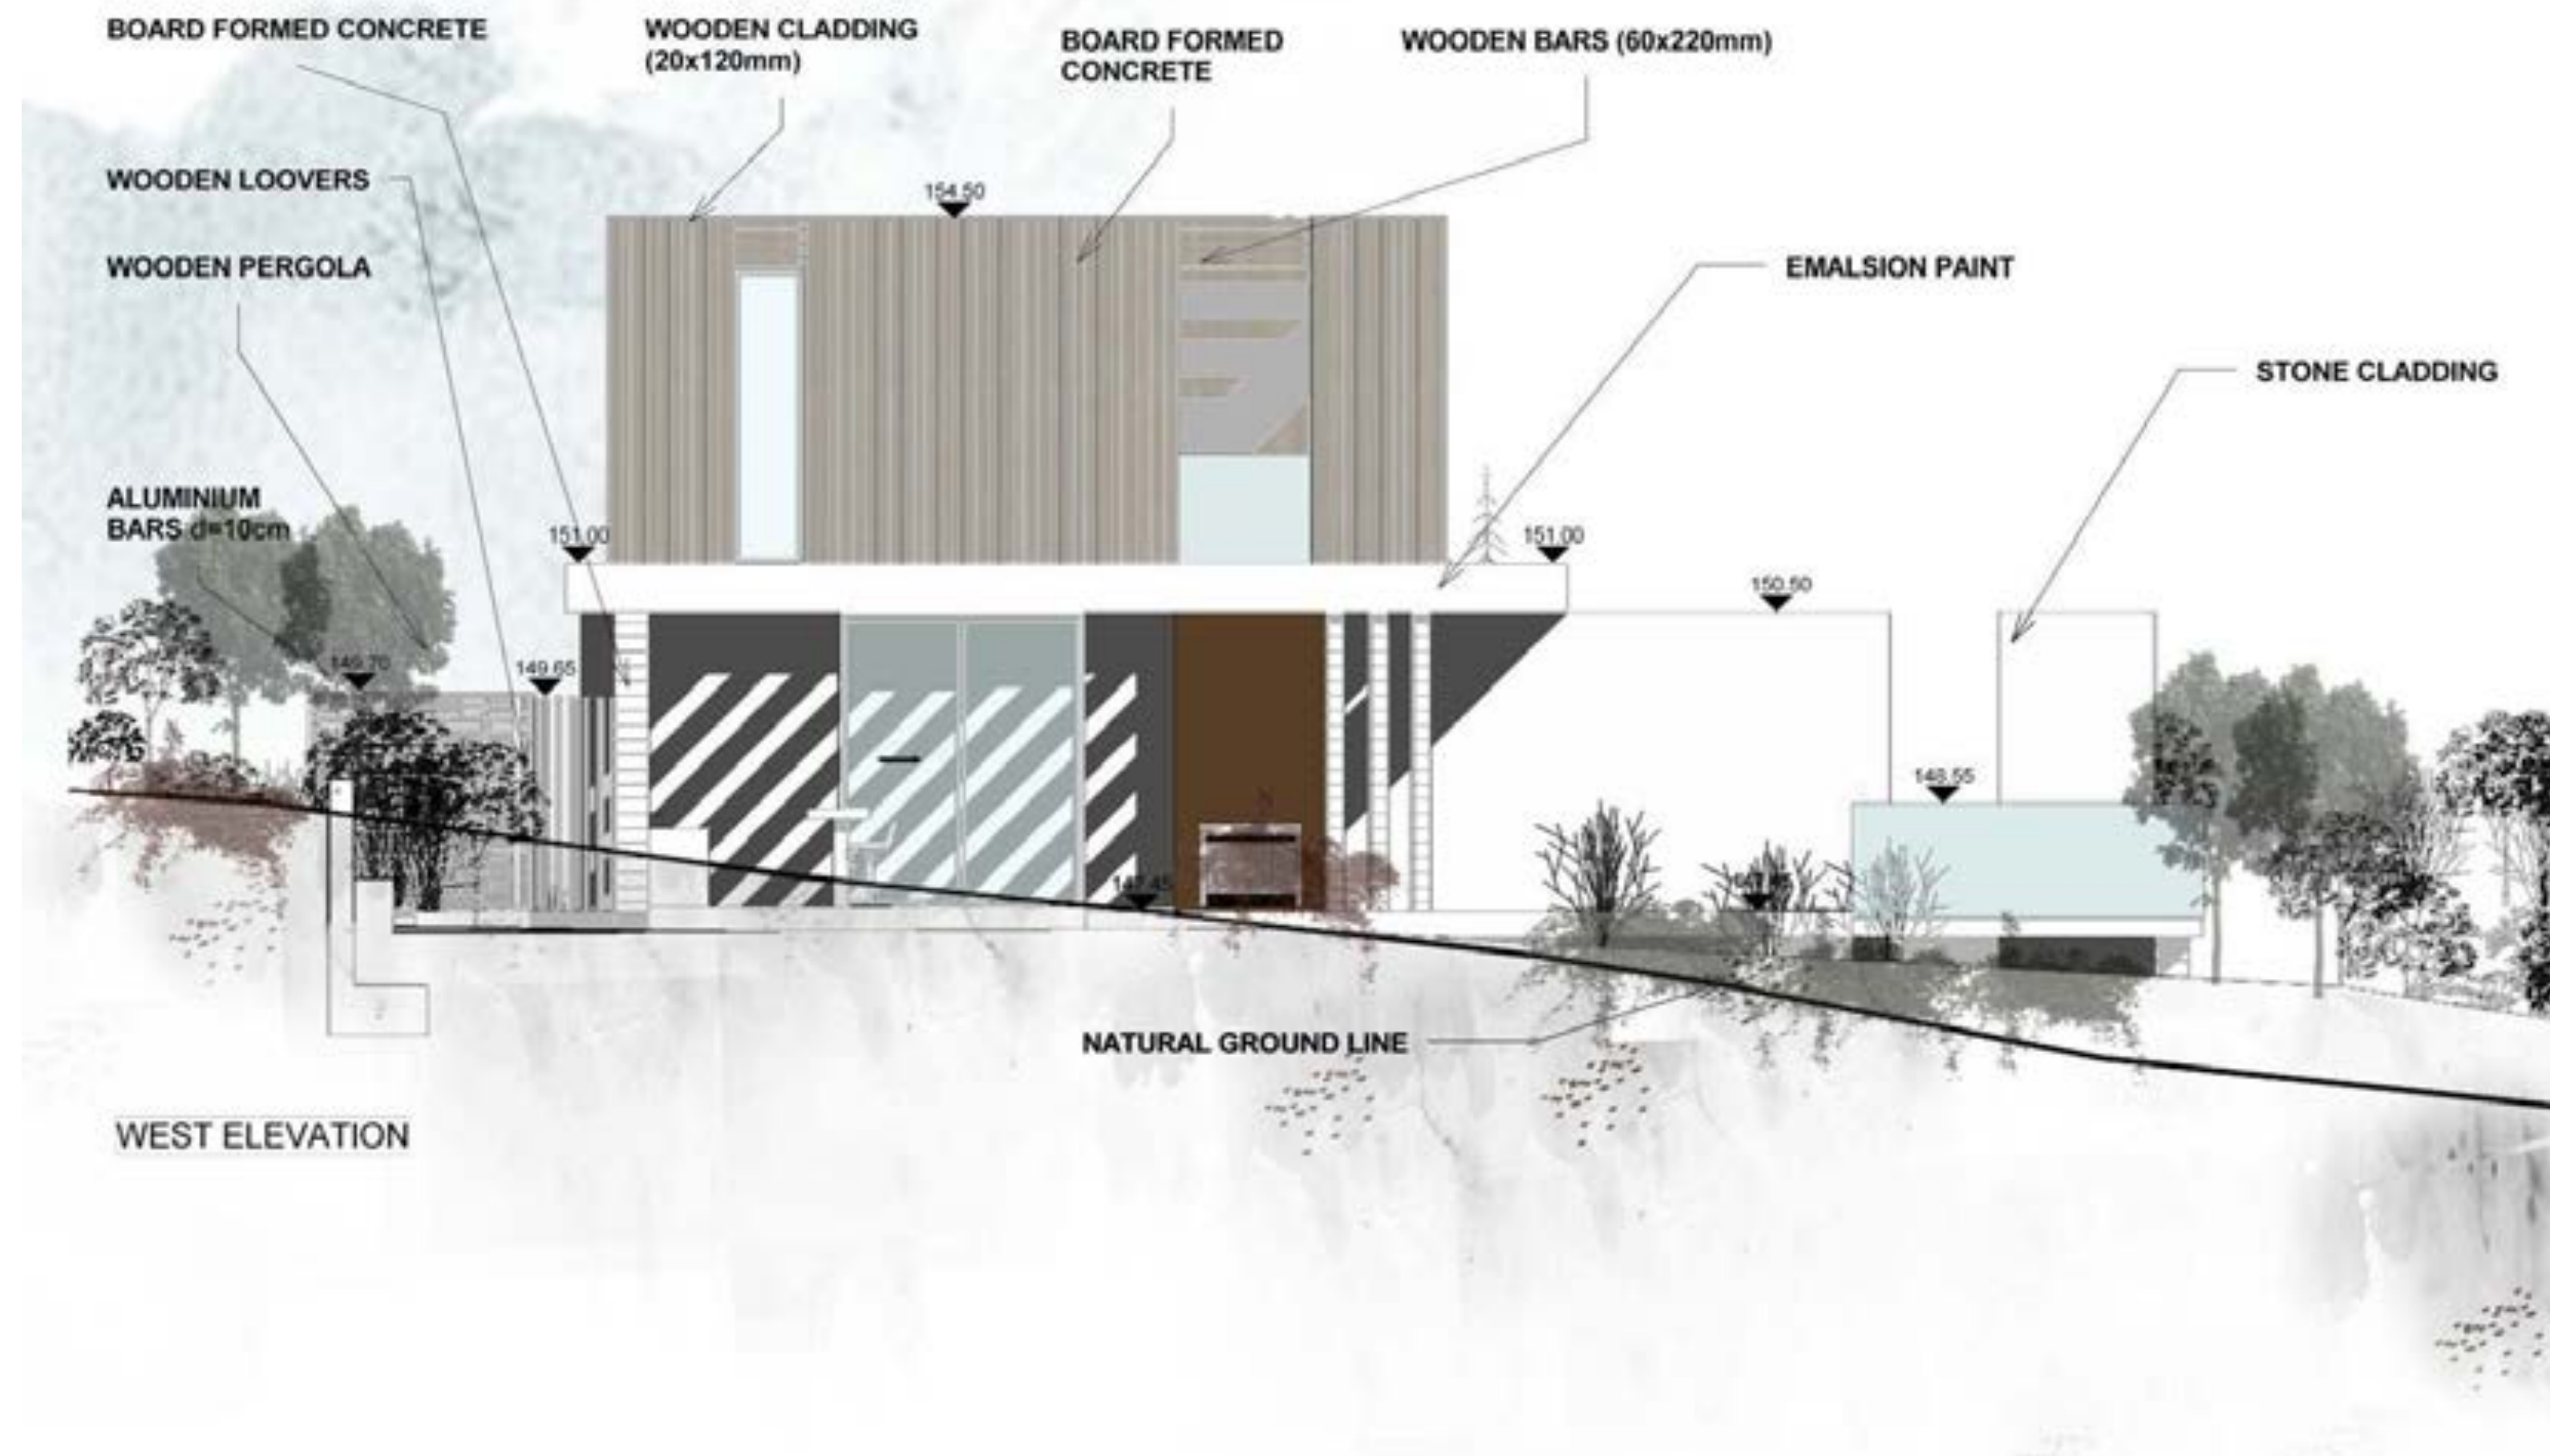 BOARD FORMED CONCRETE
WOODEN CLADDING
(20x120mm)
BOARD FORMED
CONCRETE
WOODEN BARS (60x220mm)
WOODEN LOOVERS
154.50
WOODEN PERGOLA
EMALSION PAINT
STONE CLADDING
ALUMINIUM
BARS d=10cm
151.00
151.00
150.50
149.70
149.65
148.55
NATURAL GROUND LINE
WEST ELEVATION